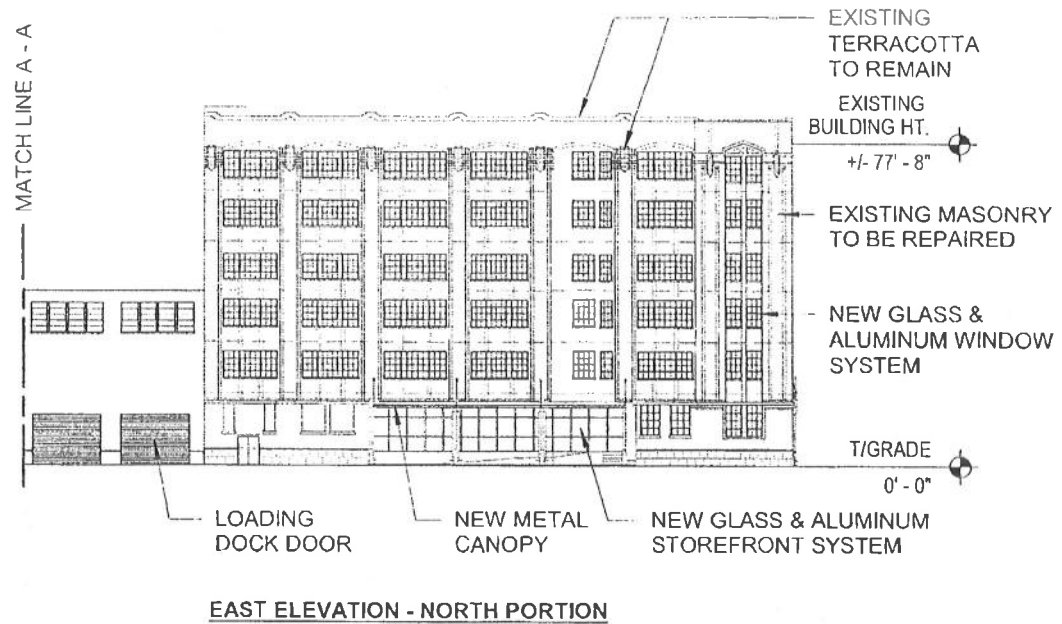 MATCH LINE A - A
EXISTING
TERRACOTTA
TO REMAIN
EXISTING
BUILDING HT.
+/- 77' - 8"
EXISTING MASONRY
TO BE REPAIRED
NEW GLASS &
ALUMINUM WINDOW
SYSTEM
T/GRADE
0' - 0"
LOADING
DOCK DOOR
NEW METAL
CANOPY
NEW GLASS & ALUMINUM
STOREFRONT SYSTEM
EAST ELEVATION - NORTH PORTION